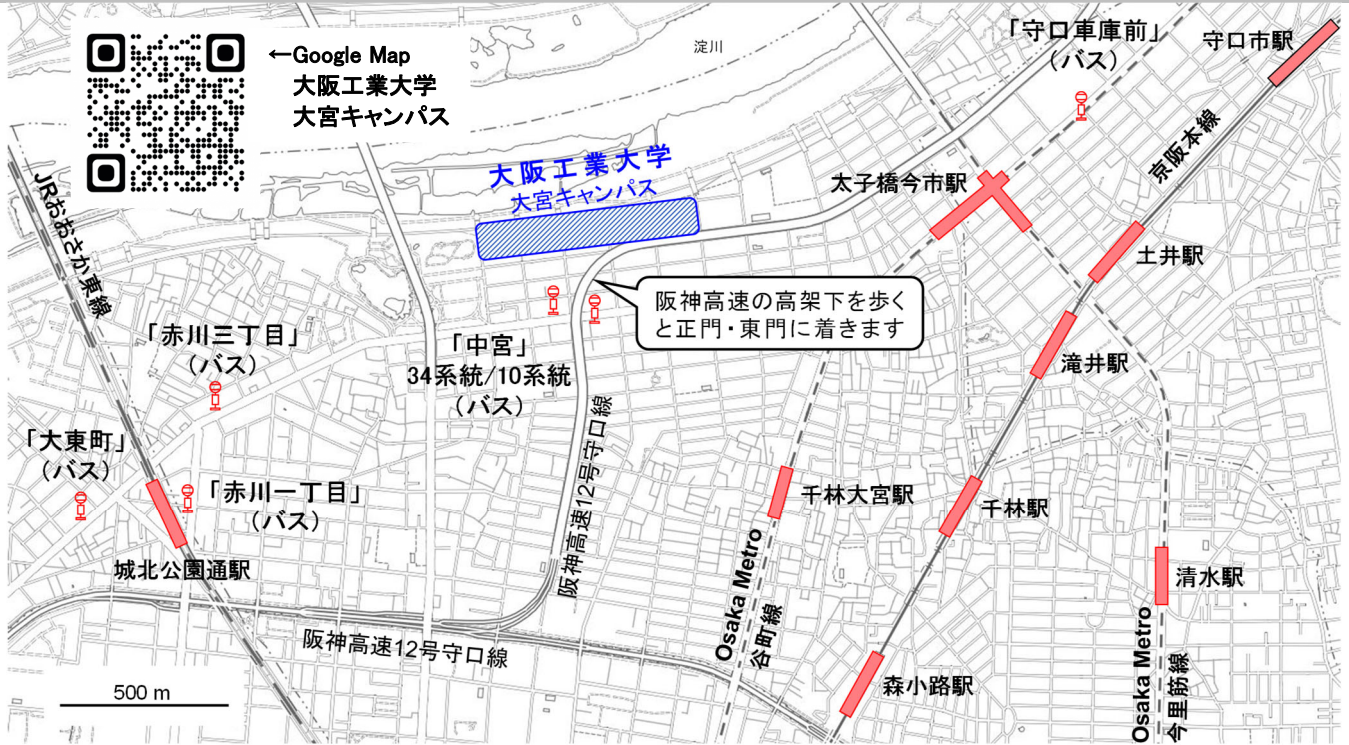 ←Google Map
大阪工業大学
大宮キャンパス
淀川
「守口車庫前」
(バス)
守口市駅
京阪本線
大阪工業大学
大宮キャンパス
太子橋今市駅
JRおおさか東線
土井駅
阪神高速の高架下を歩く
と正門・東門に着きます
「赤川三丁目」
(バス)
「中宮」
34系統/10系統
(バス)
滝井駅
阪神高速12号守口線
「大東町」
(バス)
「赤川一丁目」
(バス)
千林大宮駅
千林駅
城北公園通駅
清水駅
阪神高速12号守口線
Osaka Metro
谷町線
森小路駅
Osaka Metro
今里筋線
500 m